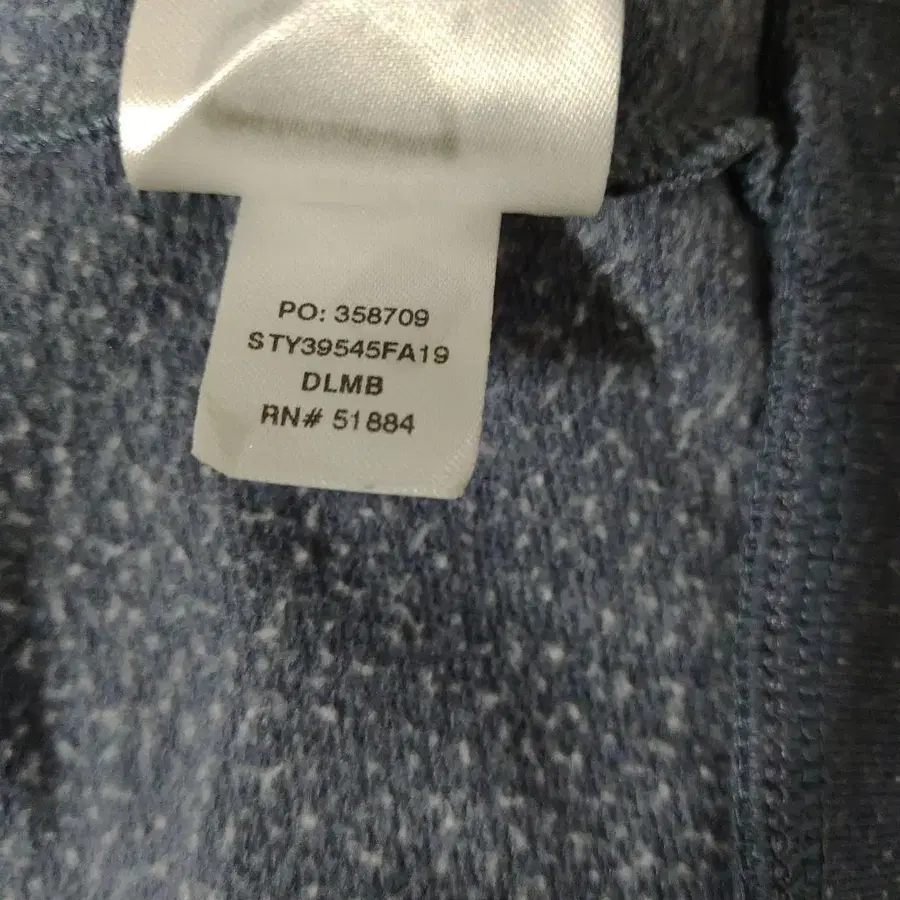 PO: 358709
STY39545FA19
DLMB
RN# 51884